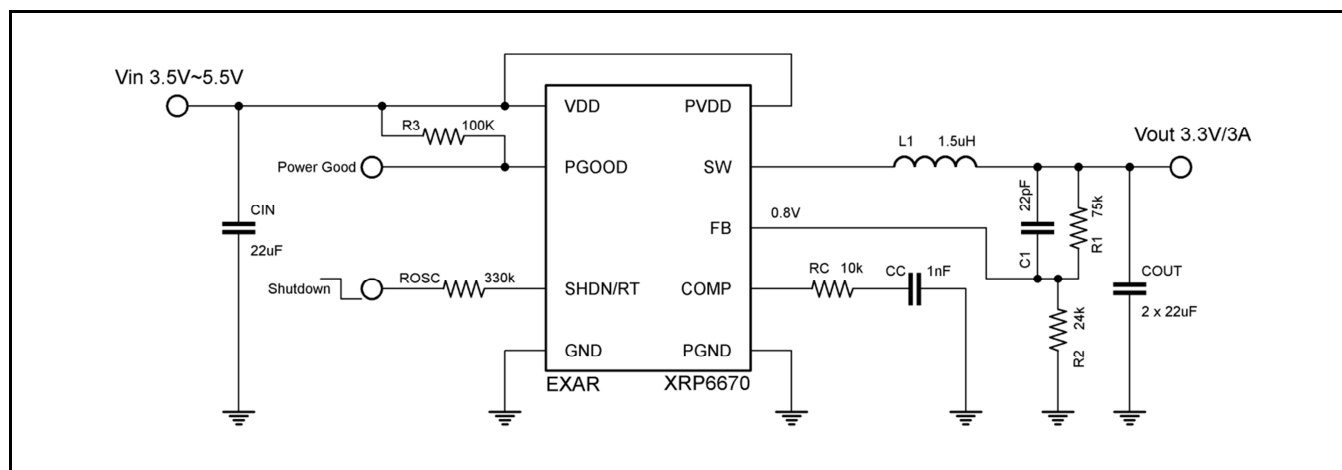 Vin 3.5V~5.5V
VDD
PVDD
R3
100K
Vout 3.3V/3A
L1
1.5uH
Power Good
PGOOD
SW
22pF
75k
CIN
0.8V
FB
C1
R1
22uF
ROSC
330k
RC
10k
CC
1nF
COUT
Shutdown
SHDN/RT
COMP
2 x 22uF
24k
R2
GND
PGND
EXAR
XRP6670